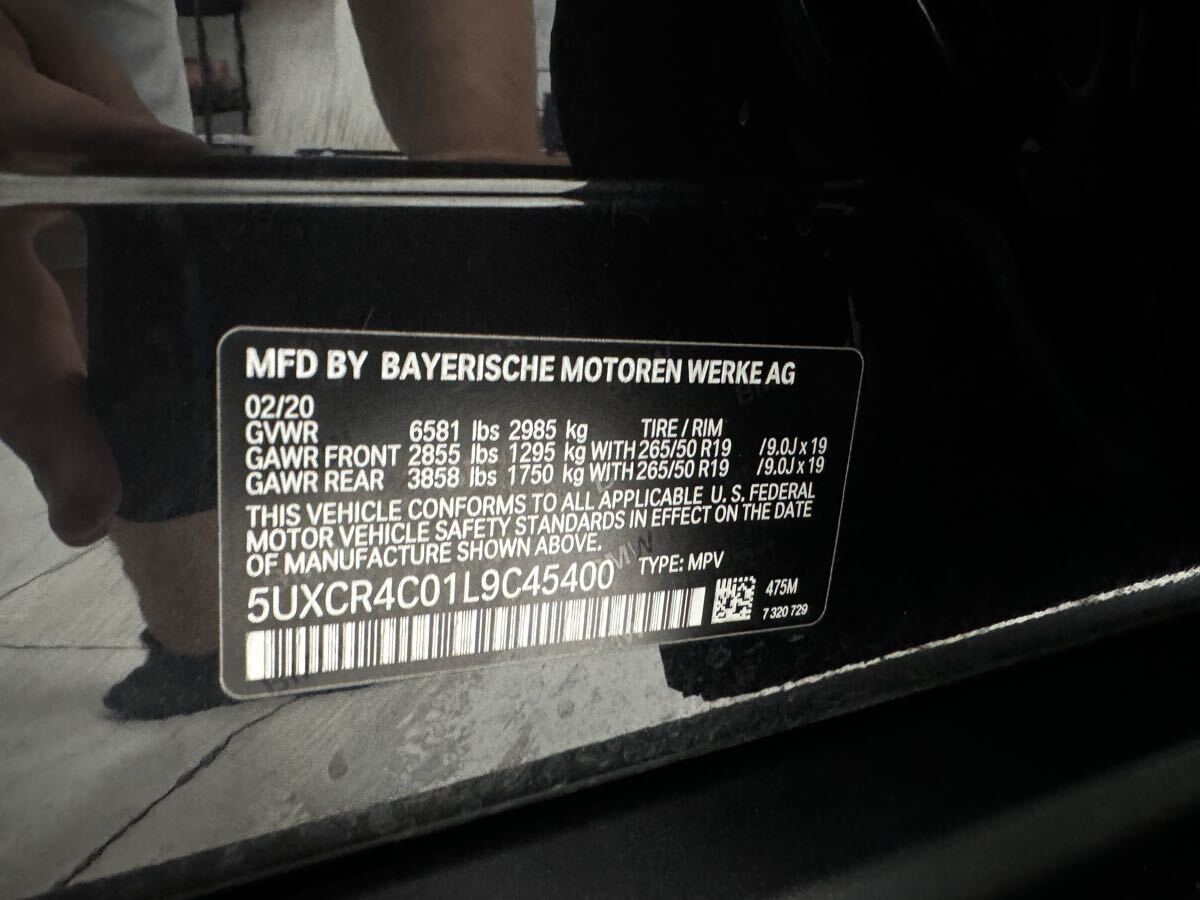 MFD BY BAYERISCHE MOTOREN WERKE AG
02/20
GVWR 6581 lbs 2985 kg TIRE / RIM
GAWR FRONT 2855 lbs 1295 kg WITH 265/50 R19 /9.0J x 19
GAWR REAR 3858 lbs 1750 kg WITH 265/50 R19 /9.0J x 19
THIS VEHICLE CONFORMS TO ALL APPLICABLE U. S. FEDERAL
MOTOR VEHICLE SAFETY STANDARDS IN EFFECT ON THE DATE
OF MANUFACTURE SHOWN ABOVE.
TYPE: MPV
5UXCR4C01L9C45400
475M
7 320 729